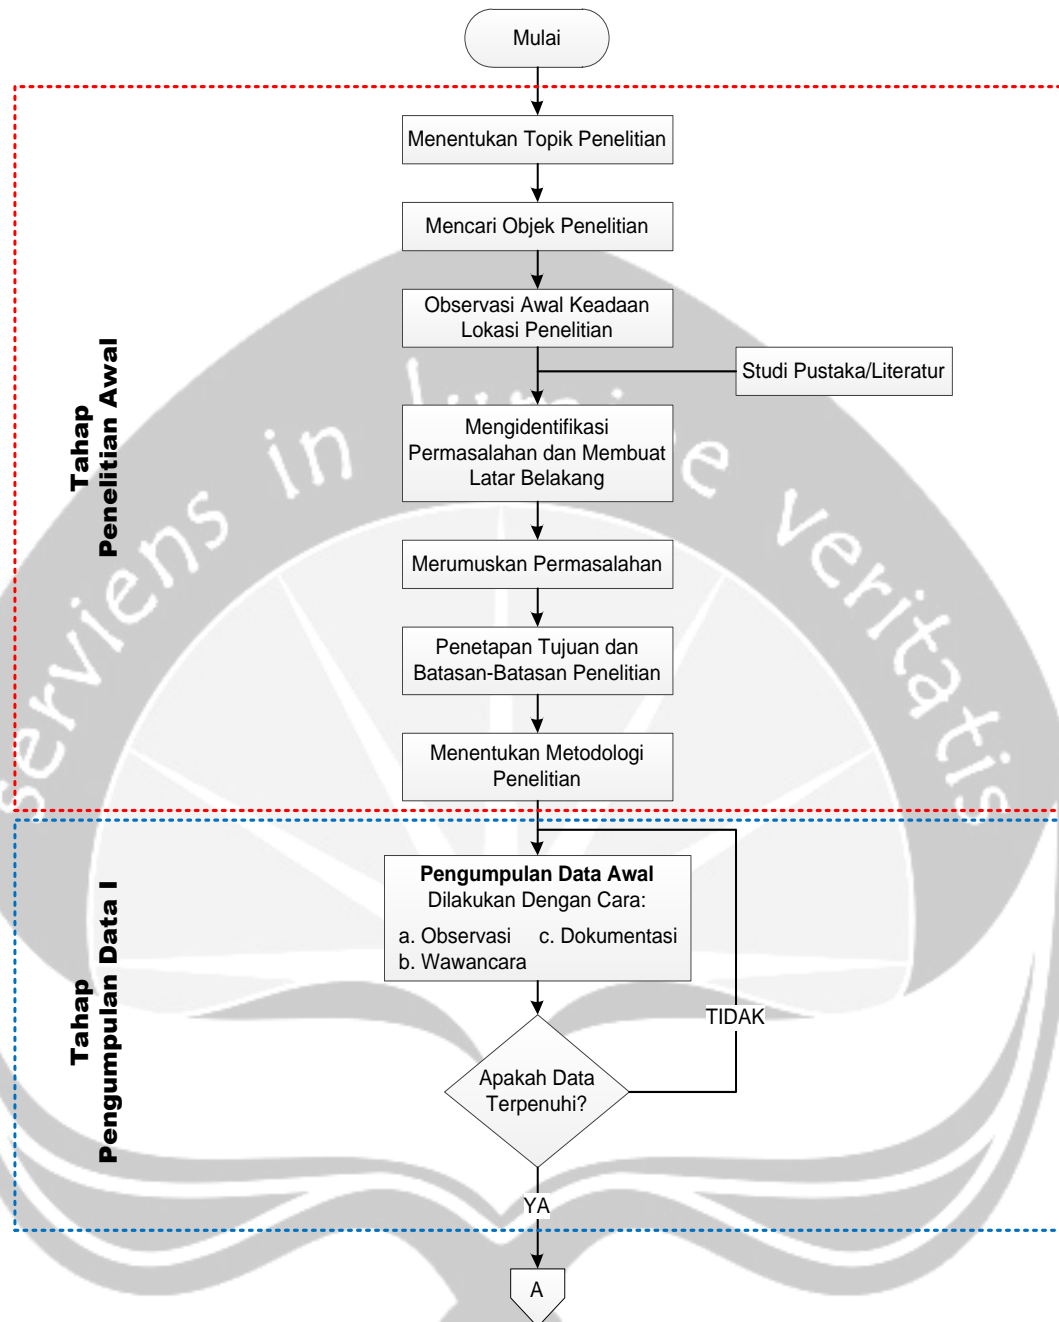 Mulai
Menentukan Topik Penelitian
Mencari Objek Penelitian
Observasi Awal Keadaan
Lokasi Penelitian
Studi Pustaka/Literatur
Mengidentifikasi
Permasalahan dan Membuat
Latar Belakang
Merumuskan Permasalahan
Penetapan Tujuan dan
Batasan-Batasan Penelitian
Menentukan Metodologi
Penelitian
Tahap
Penelitian Awal
Pengumpulan Data Awal
Dilakukan Dengan Cara:
a. Observasi c. Dokumentasi
b. Wawancara
TIDAK
Apakah Data
Terpenuhi?
YA
Tahap
Pengumpulan Data I
A
serviens in lumine veritatis